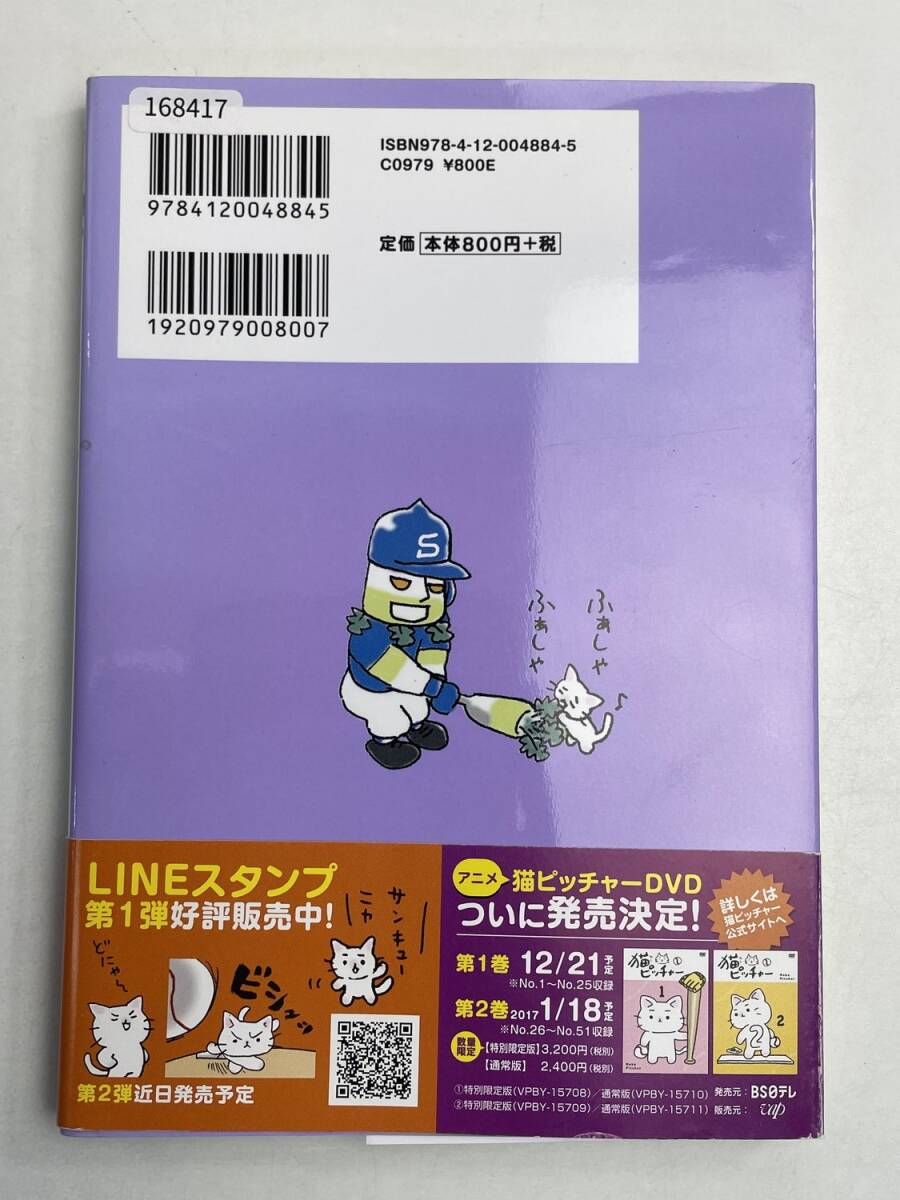 168417
ISBN978-4-12-004884-5
C0979 ¥800E
9784120048845
定価 本体800円+税
1920979008007
S
ふぁしゃ
ふぁしゃ
♪
LINEスタンプ
第1弾好評販売中!
サンキュー
ニャ
どにゃ〜
ビシュッ
第2弾近日発売予定
アニメ 猫ピッチャーDVD
ついに発売決定!
詳しくは
猫ピッチャー
公式サイトへ
第1巻 12/21予定
※No.1〜No.25収録
第2巻 2017 1/18予定
※No.26〜No.51収録
数量限定
【特別限定版】3,200円(税別)
【通常版】 2,400円(税別)
猫ピッチャー ①
1
猫ピッチャー ①
2
①特別限定版(VPBY-15708)/通常版(VPBY-15710) 発売元:BS日テレ
②特別限定版(VPBY-15709)/通常版(VPBY-15711) 販売元:vap